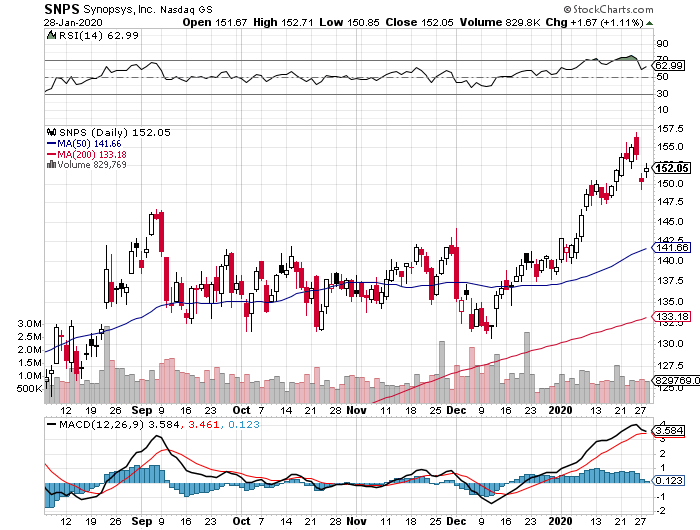 SNPS Synopsys, Inc. Nasdaq GS © StockCharts.com
28-Jan-2020 Open 151.67 High 152.71 Low 150.85 Close 152.05 Volume 829.8K Chg +1.67 (+1.11%)
RSI(14) 62.99
90
70
62.99
50
30
10
SNPS (Daily) 152.05
MA(50) 141.66
MA(200) 133.18
Volume 829,769
157.5
155.0
152.05
150.0
147.5
145.0
142.5
141.66
140.0
137.5
135.0
133.18
132.5
130.0
127.5
125.0
3.0M
2.5M
2.0M
1.5M
1.0M
500K
829769.0
12 19 26 Sep 9 16 23 Oct 7 14 21 28 Nov 11 18 25 Dec 9 16 23 2020 13 21 27
MACD(12,26,9) 3.584, 3.461, 0.123
4
3.584
3
2
1
0.123
-1
-2
12 19 26 Sep 9 16 23 Oct 7 14 21 28 Nov 11 18 25 Dec 9 16 23 2020 13 21 27